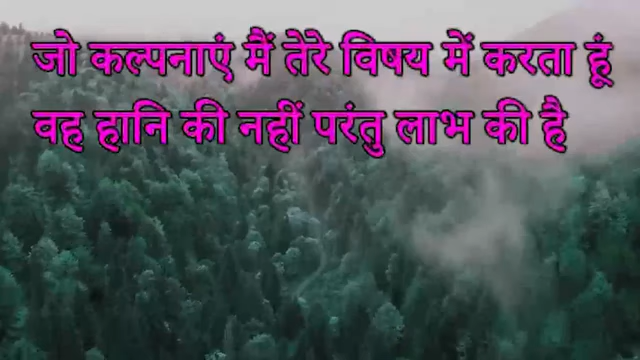 जो कल्पनाएं मैं तेरे विषय में करता हूं
वह हानि की नहीं परंतु लाभ की है